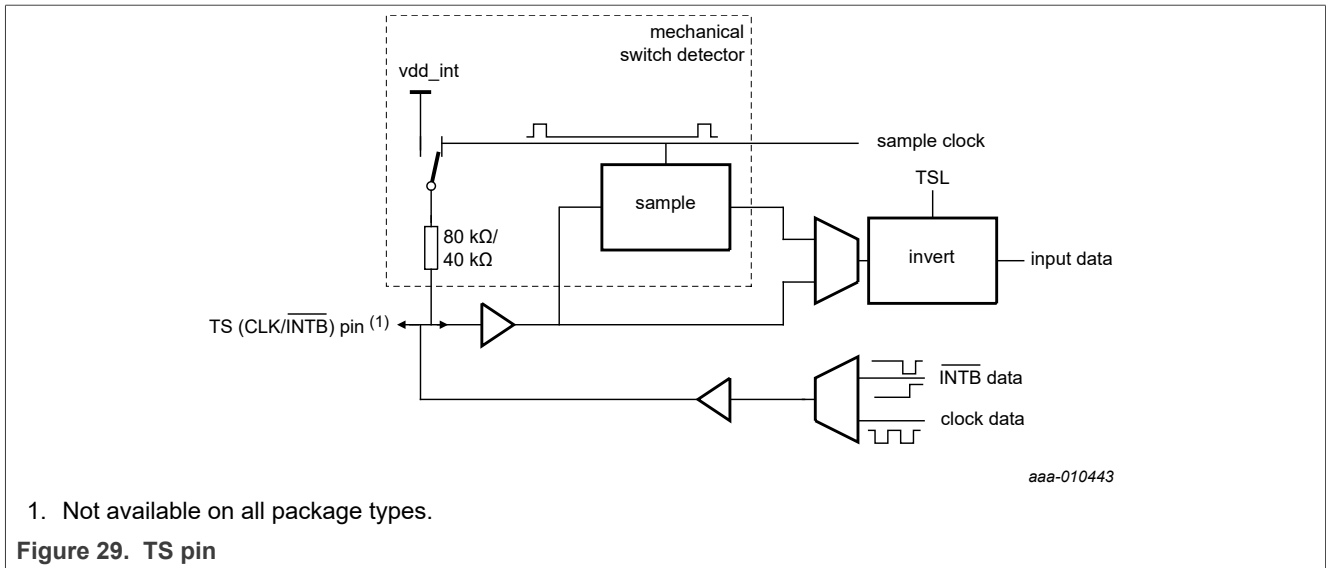 mechanical
switch detector
vdd_int
sample clock
TSL
sample
80 kΩ/
40 kΩ
invert
input data
TS (CLK/INTB) pin (1)
INTB data
clock data
aaa-010443
1. Not available on all package types.
Figure 29. TS pin